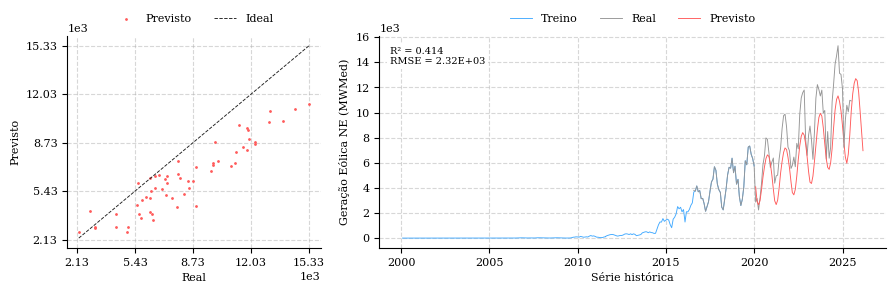 Previsto Ideal
1e3
15.33
12.03
8.73
5.43
2.13
Previsto
2.13 5.43 8.73 12.03 15.33
1e3
Real
Treino Real Previsto
1e3
R² = 0.414
RMSE = 2.32E+03
16
14
12
10
8
6
4
2
0
Geração Eólica NE (MWMed)
2000 2005 2010 2015 2020 2025
Série histórica